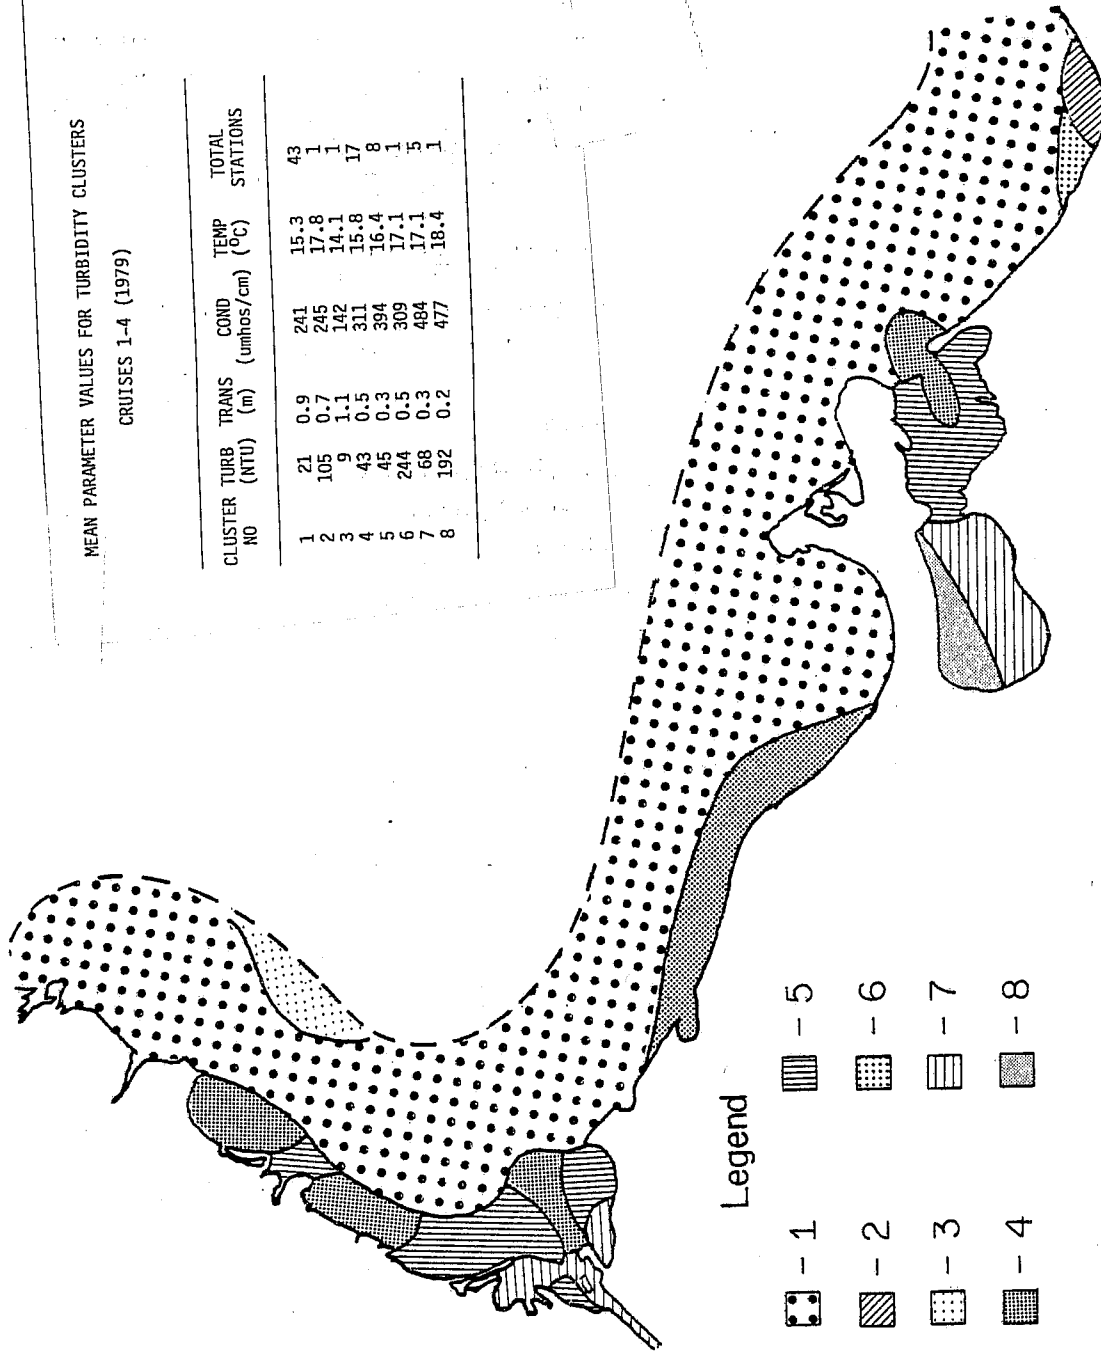 MEAN PARAMETER VALUES FOR TURBIDITY CLUSTERS
CRUISES 1-4 (1979)
CLUSTER TURB TRANS COND TEMP TOTAL
NO (NTU) (m) (umhos/cm) (°C) STATIONS
1 21 0.9 241 15.3 43
2 105 0.7 245 17.8 1
3 9 1.1 142 14.1 1
4 43 0.5 311 15.8 17
5 45 0.3 394 16.4 8
6 244 0.5 309 17.1 1
7 68 0.3 484 17.1 5
8 192 0.2 477 18.4 1
Legend
- 1 - 5
- 2 - 6
- 3 - 7
- 4 - 8